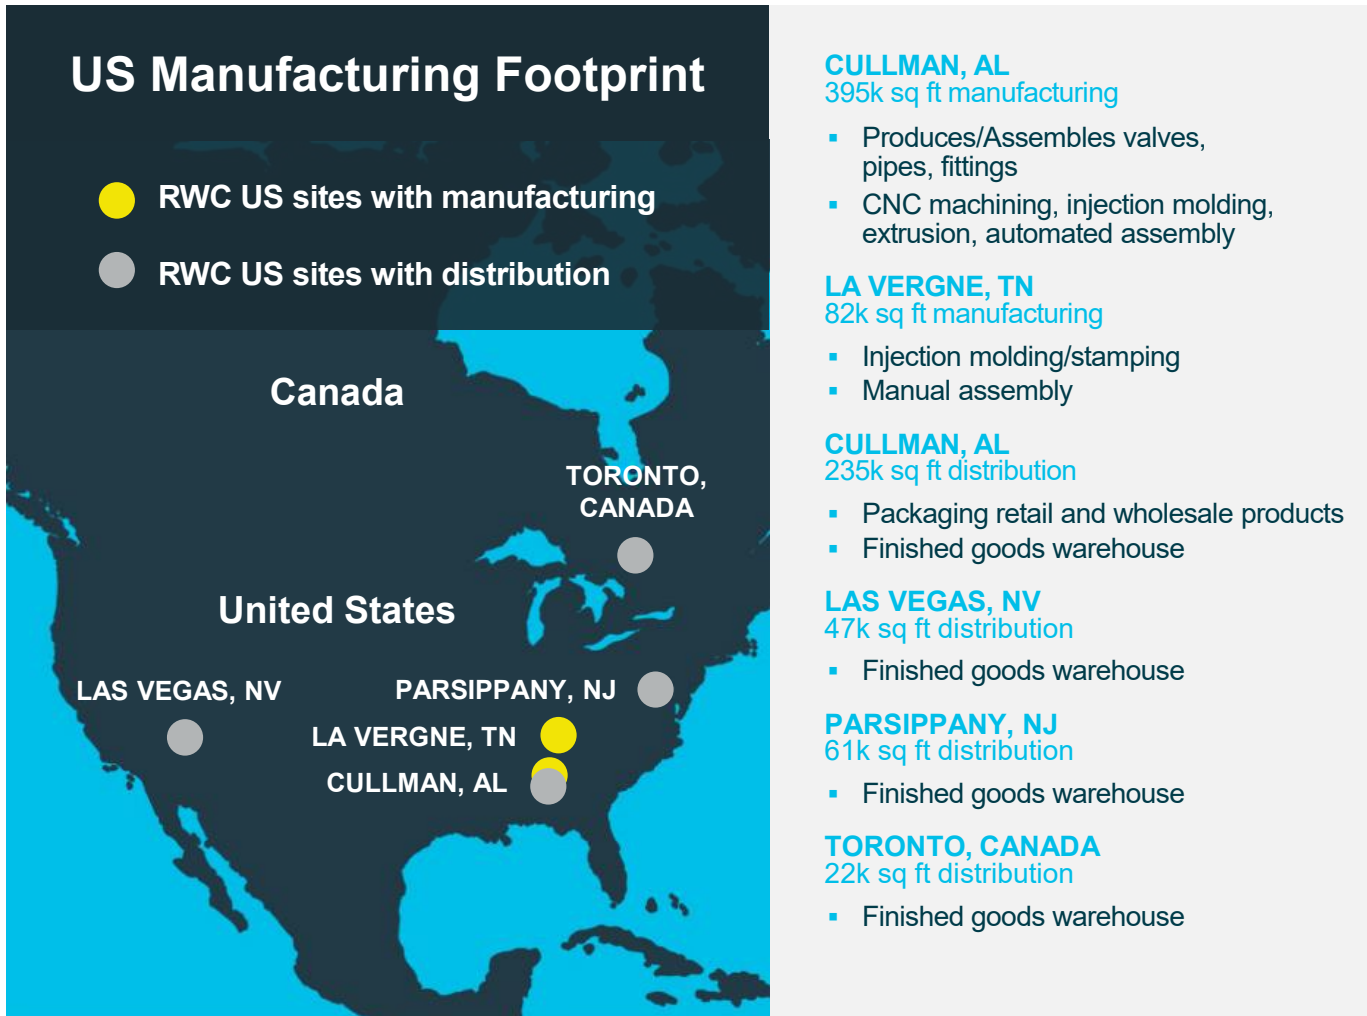 US Manufacturing Footprint
RWC US sites with manufacturing
RWC US sites with distribution
Canada
TORONTO,
CANADA
United States
LAS VEGAS, NV
PARSIPPANY, NJ
LA VERGNE, TN
CULLMAN, AL
CULLMAN, AL
395k sq ft manufacturing
▪ Produces/Assembles valves,
pipes, fittings
▪ CNC machining, injection molding,
extrusion, automated assembly
LA VERGNE, TN
82k sq ft manufacturing
▪ Injection molding/stamping
▪ Manual assembly
CULLMAN, AL
235k sq ft distribution
▪ Packaging retail and wholesale products
▪ Finished goods warehouse
LAS VEGAS, NV
47k sq ft distribution
▪ Finished goods warehouse
PARSIPPANY, NJ
61k sq ft distribution
▪ Finished goods warehouse
TORONTO, CANADA
22k sq ft distribution
▪ Finished goods warehouse